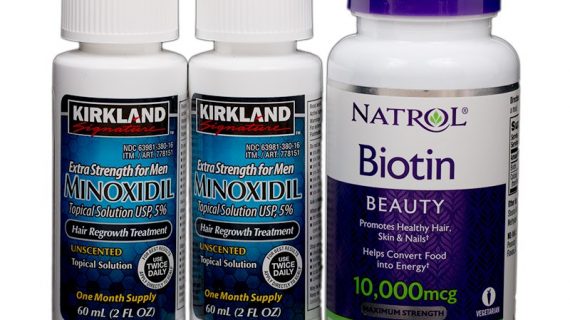 KIRKLAND
Signature™
NDC 63981-380-16
ITM. / ART. 778151
Extra Strength for Men
MINOXIDIL
Topical Solution USP, 5%
Hair Regrowth Treatment
UNSCENTED
Topical Solution
USE
TWICE
DAILY
One Month Supply
60 mL (2 FL OZ)
KIRKLAND
Signature™
NDC 63981-380-16
ITM. / ART. 778151
Extra Strength for Men
MINOXIDIL
Topical Solution USP, 5%
Hair Regrowth Treatment
UNSCENTED
Topical Solution
USE
TWICE
DAILY
One Month Supply
60 mL (2 FL OZ)
NATROL®
Biotin
BEAUTY
Promotes Healthy Hair,
Skin & Nails†
Helps Convert Food
into Energy†
10,000mcg
MAXIMUM STRENGTH
VEGETARIAN